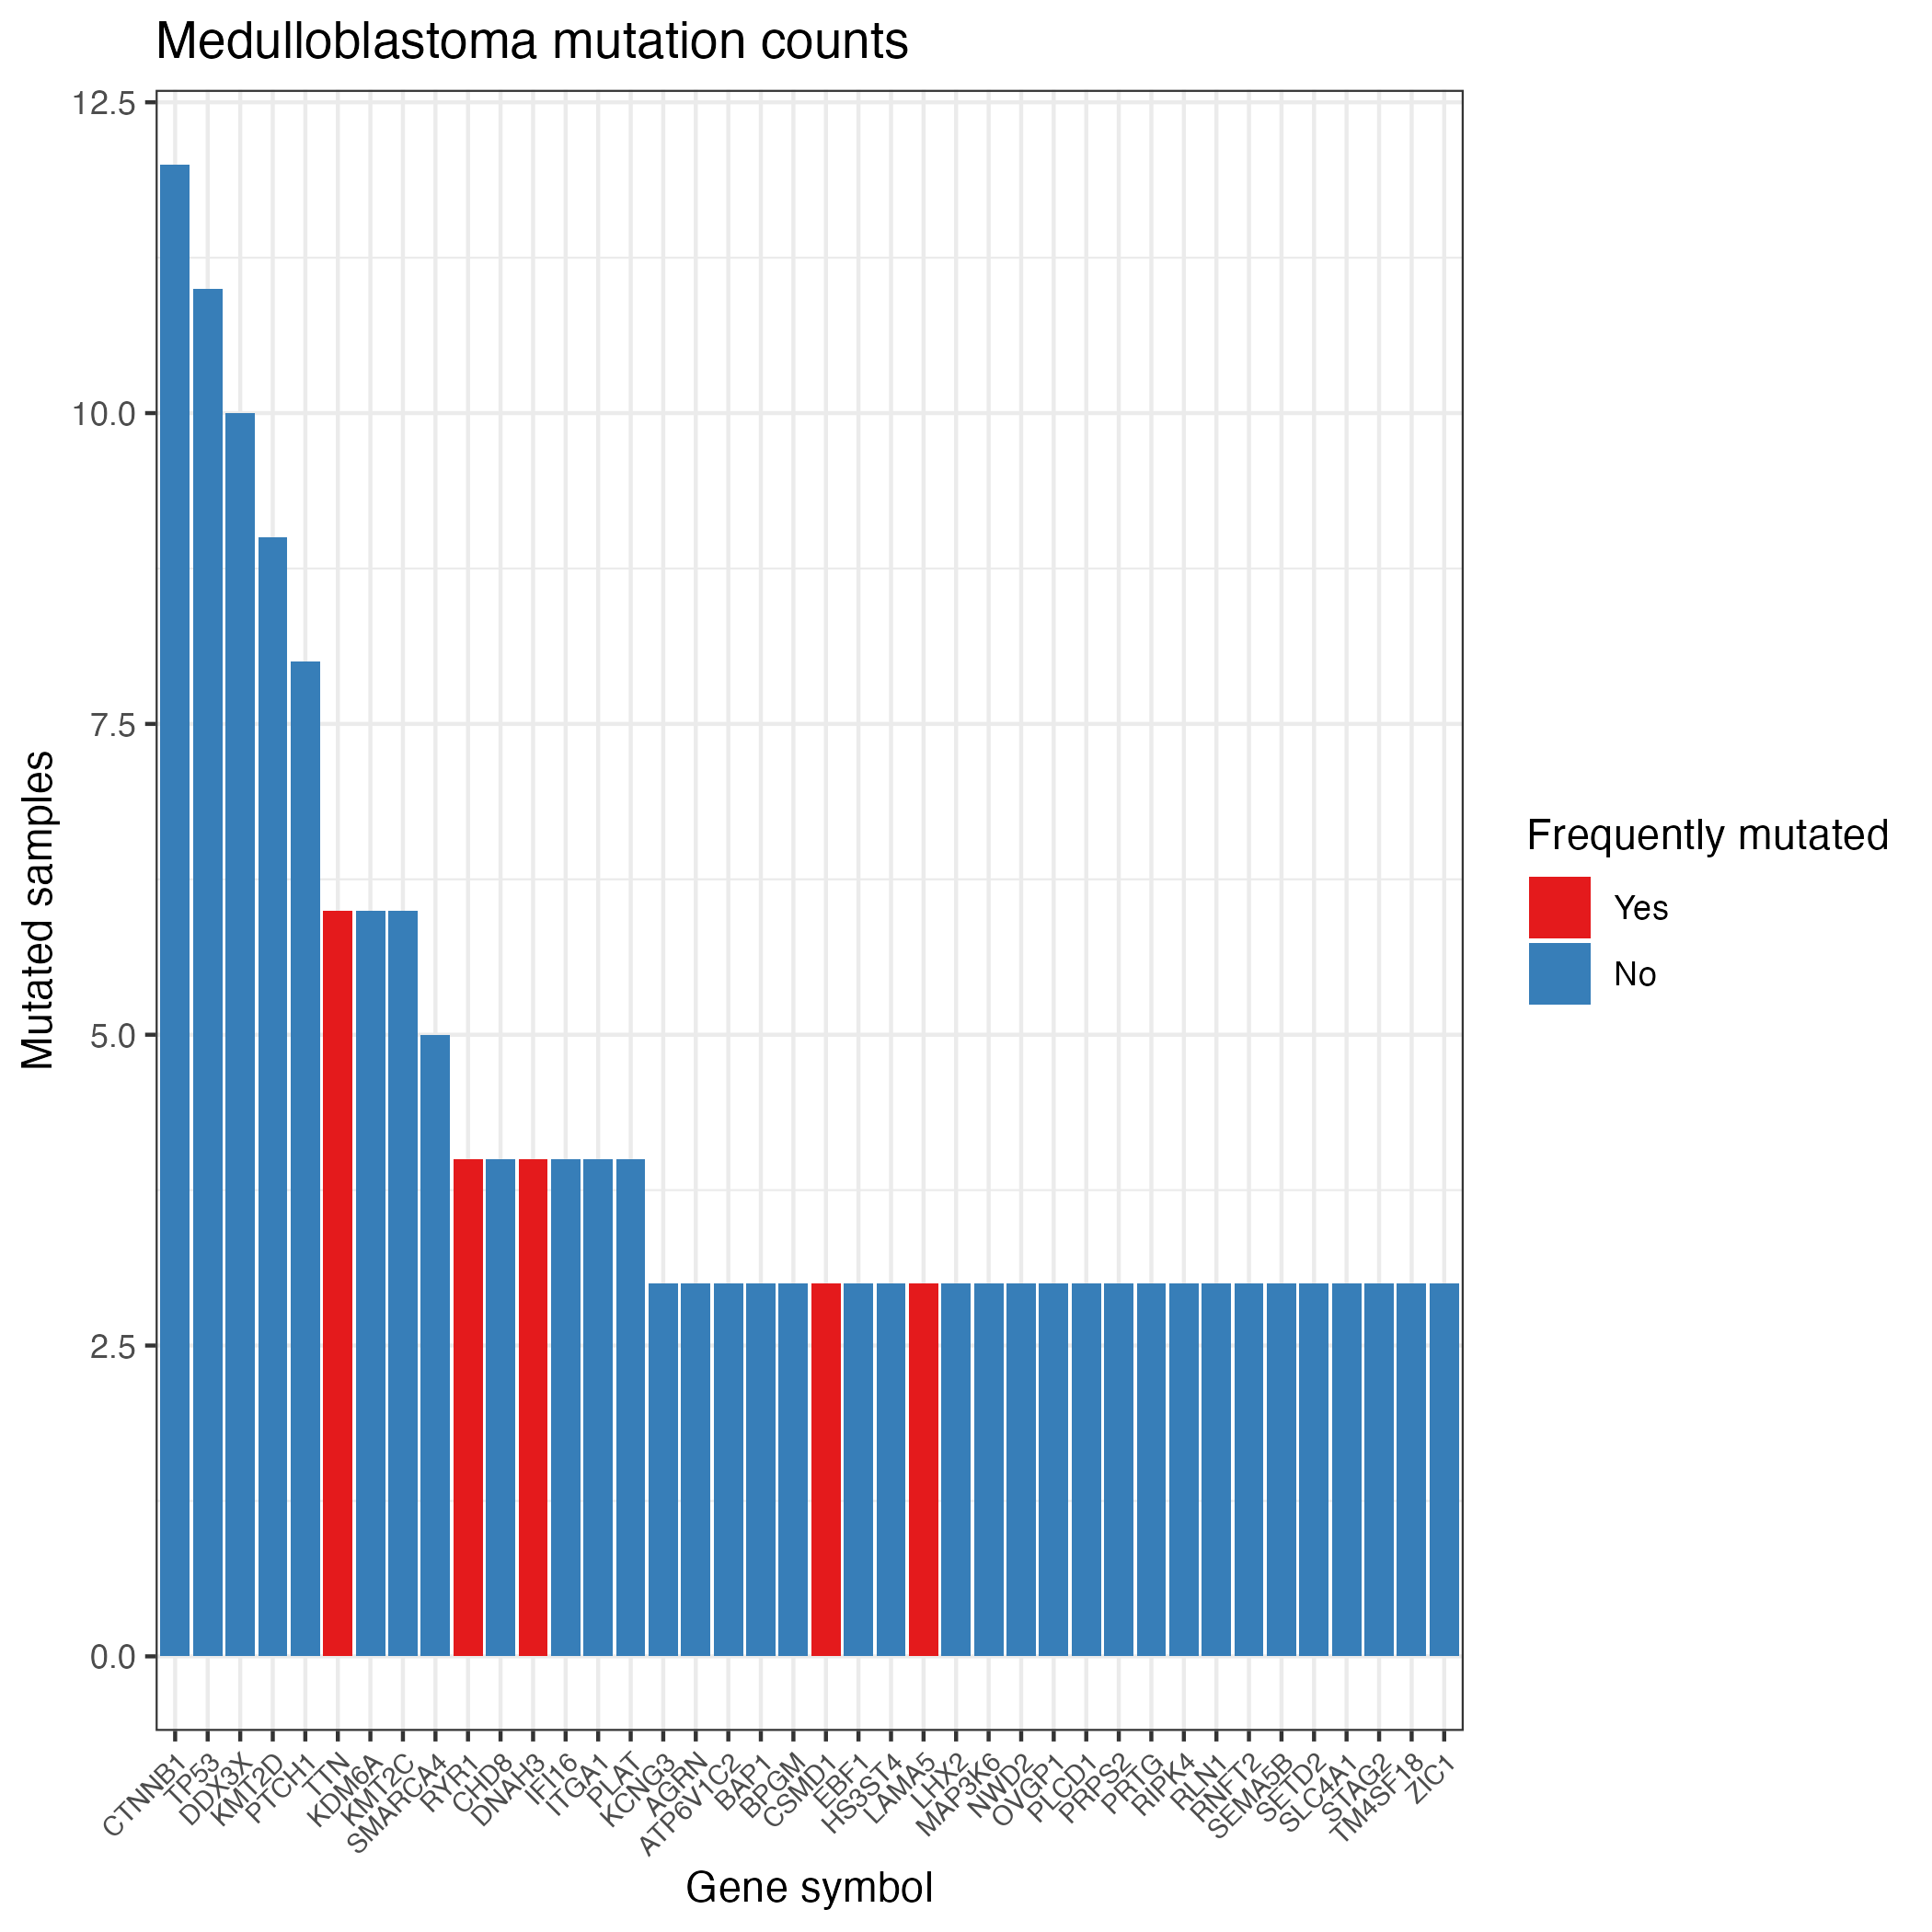 Medulloblastoma mutation counts
12.5
10.0
7.5
5.0
2.5
0.0
Mutated samples
CTNNB1
TP53
DDX3X
KMT2D
PTCH1
TTN
KDM6A
KMT2C
SMARCA4
RYR1
CHD8
DNAH3
IFI16
ITGA1
PLAT
KCNG3
AGRN
ATP6V1C2
BAP1
BPGM
CSMD1
EBF1
HS3ST4
LAMA5
LHX2
MAP3K6
NWD2
OVGP1
PLCD1
PRPS2
PRTG
RIPK4
RLN1
RNFT2
SEMA5B
SETD2
SLC4A1
STAG2
TM4SF18
ZIC1
Gene symbol
Frequently mutated
Yes
No